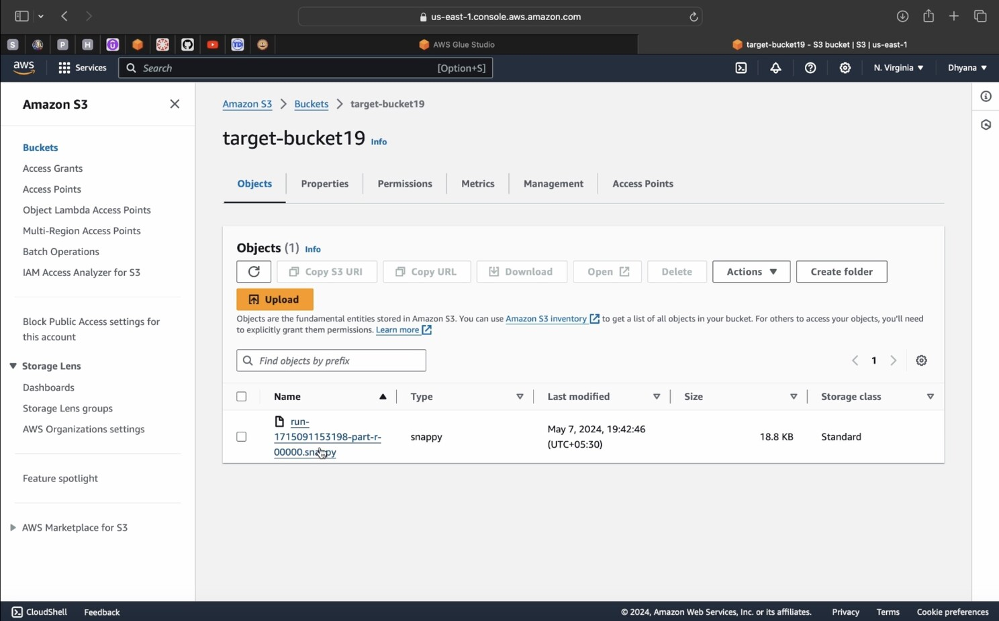 us-east-1.console.aws.amazon.com
S
P
H
TD
AWS Glue Studio
target-bucket19 - S3 bucket | S3 | us-east-1
aws
Services
Search
[Option+S]
N. Virginia
Dhyana
Amazon S3
Buckets
Access Grants
Access Points
Object Lambda Access Points
Multi-Region Access Points
Batch Operations
IAM Access Analyzer for S3
Block Public Access settings for
this account
Storage Lens
Dashboards
Storage Lens groups
AWS Organizations settings
Feature spotlight
AWS Marketplace for S3
Amazon S3 > Buckets > target-bucket19
target-bucket19 Info
Objects
Properties
Permissions
Metrics
Management
Access Points
Objects (1) Info
Copy S3 URI
Copy URL
Download
Open
Delete
Actions
Create folder
Upload
Objects are the fundamental entities stored in Amazon S3. You can use Amazon S3 inventory to get a list of all objects in your bucket. For others to access your objects, you'll need
to explicitly grant them permissions. Learn more
Find objects by prefix
1
Name
Type
Last modified
Size
Storage class
run-
1715091153198-part-r-
00000.snappy
snappy
May 7, 2024, 19:42:46
(UTC+05:30)
18.8 KB
Standard
CloudShell
Feedback
© 2024, Amazon Web Services, Inc. or its affiliates.
Privacy
Terms
Cookie preferences